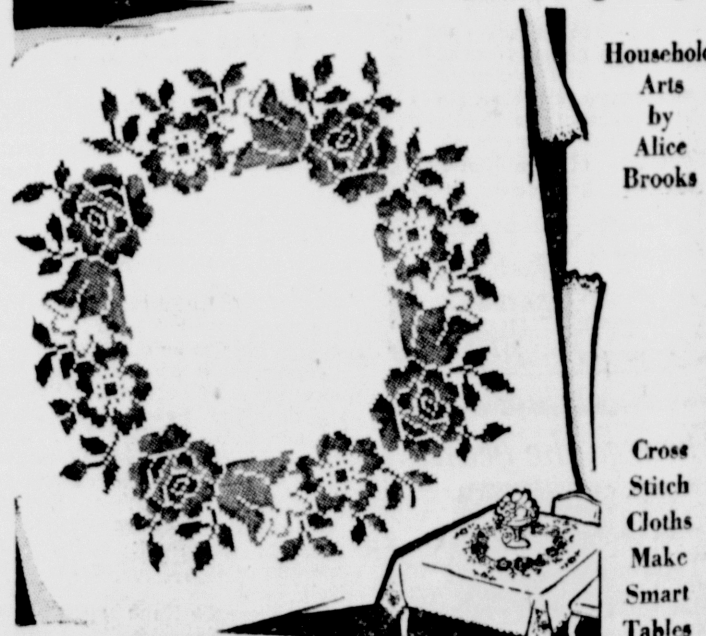 Household
Arts
by
Alice
Brooks
Cross
Stitch
Cloths
Make
Smart
Tables